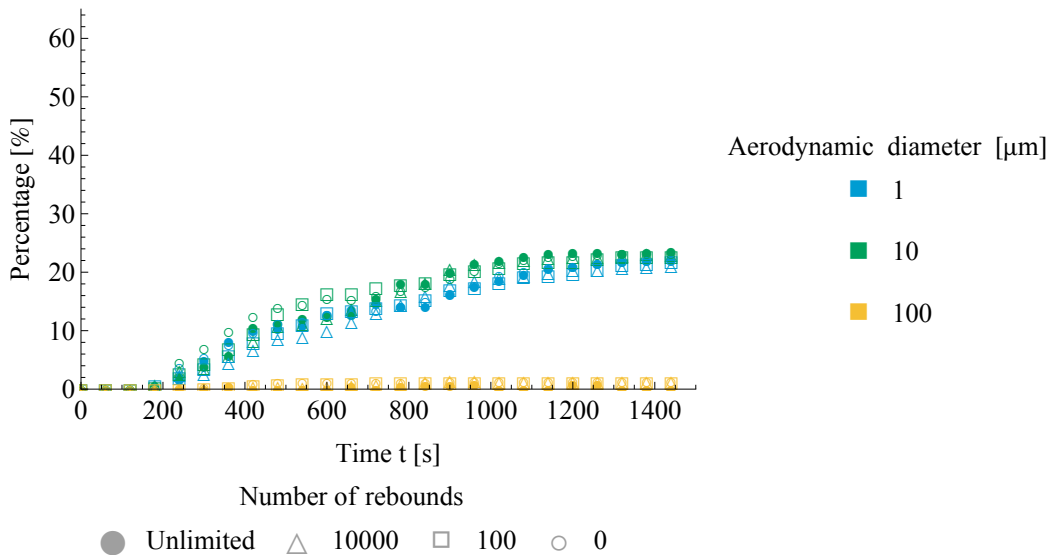 60
50
40
30
20
10
0
Percentage [%]
0 200 400 600 800 1000 1200 1400
Time t [s]
Aerodynamic diameter [μm]
1
10
100
Number of rebounds
Unlimited 10000 100 0